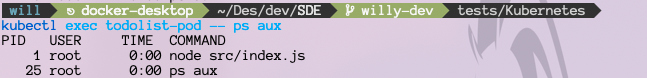 will docker-desktop ~/Des/dev/SDE willy-dev tests/Kubernetes
kubectl exec todolist-pod -- ps aux
PID USER TIME COMMAND
1 root 0:00 node src/index.js
25 root 0:00 ps aux